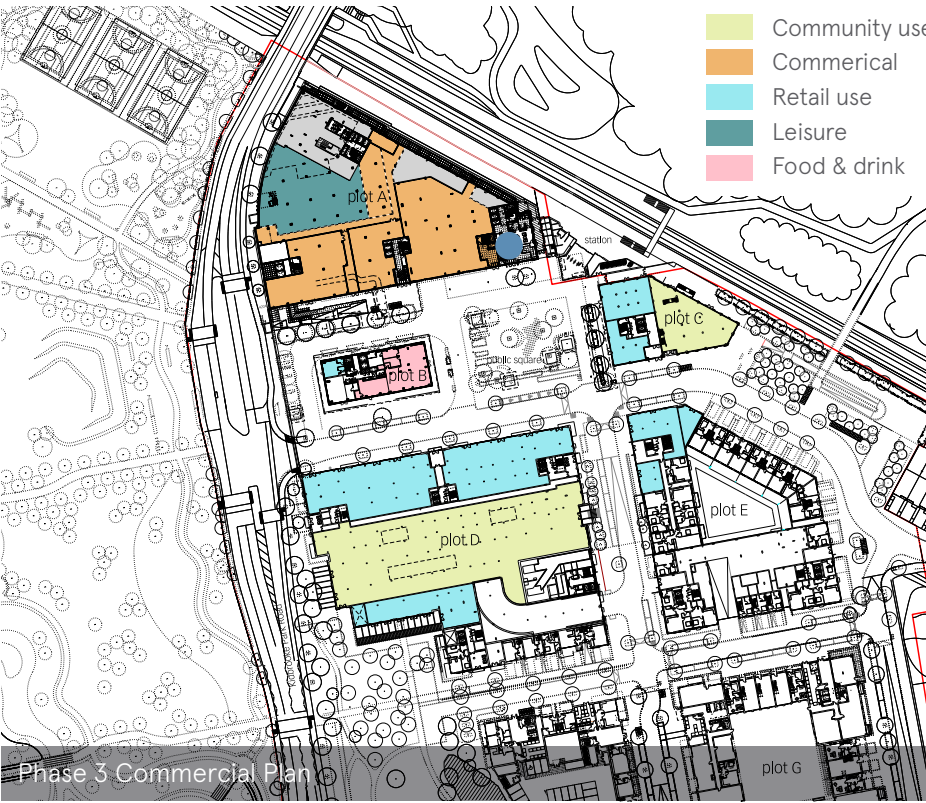 Community use
Commerical
Retail use
Leisure
Food & drink
plot A
station
plot C
public square
plot B
plot D
plot E
plot G
Phase 3 Commercial Plan